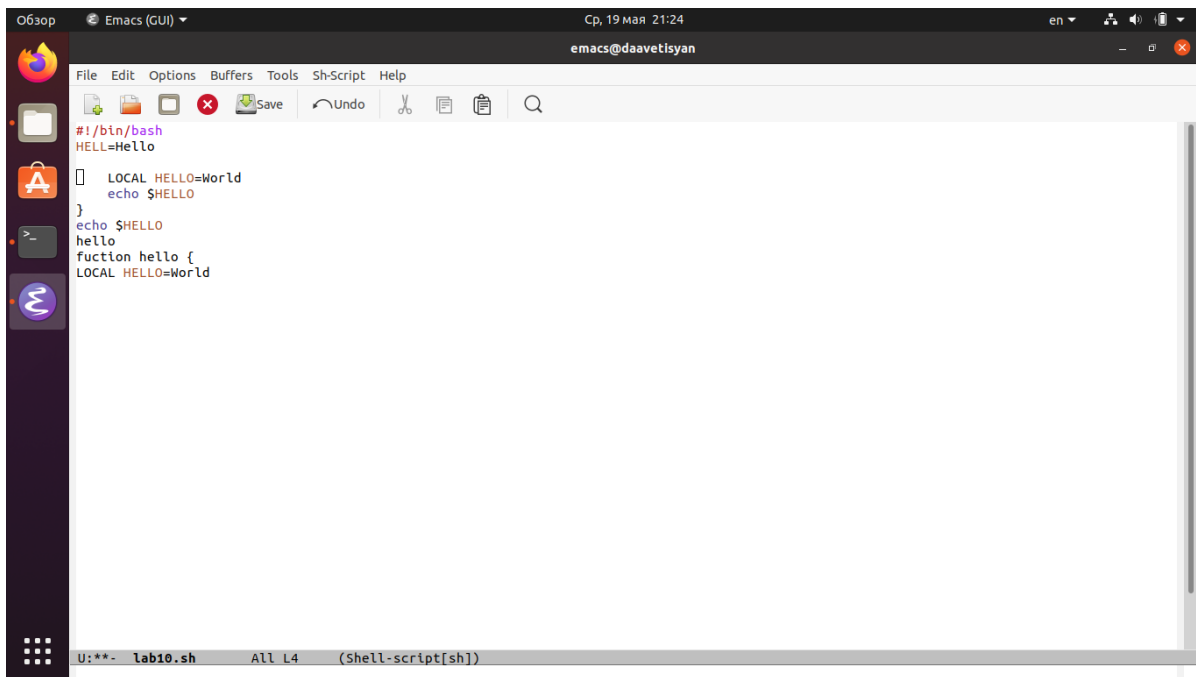 Обзор Emacs (GUI) Ср, 19 мая 21:24 en
emacs@daavetisyan
File Edit Options Buffers Tools Sh-Script Help
Save Undo
#!/bin/bash
HELL=Hello
LOCAL HELLO=World
echo $HELLO
}
echo $HELLO
hello
fuction hello {
LOCAL HELLO=World
U:**- lab10.sh All L4 (Shell-script[sh])